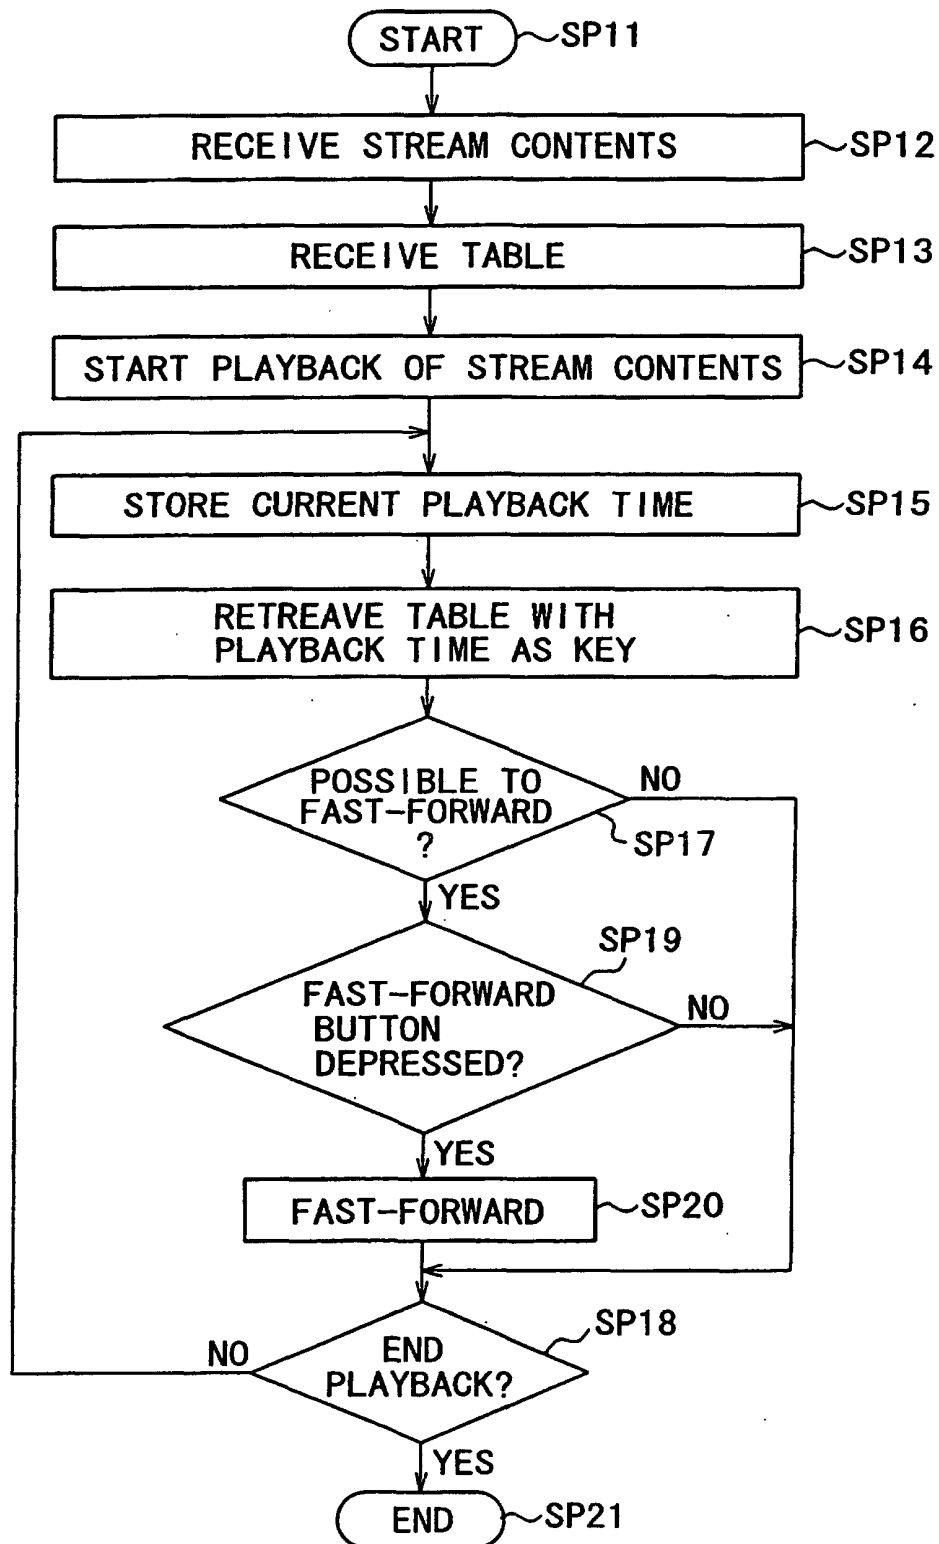 START
SP11
RECEIVE STREAM CONTENTS
SP12
RECEIVE TABLE
SP13
START PLAYBACK OF STREAM CONTENTS
SP14
STORE CURRENT PLAYBACK TIME
SP15
RETREAVE TABLE WITH
PLAYBACK TIME AS KEY
SP16
POSSIBLE TO
FAST-FORWARD
?
NO
SP17
YES
SP19
FAST-FORWARD
BUTTON
DEPRESSED?
NO
YES
FAST-FORWARD
SP20
SP18
END
PLAYBACK?
NO
YES
END
SP21